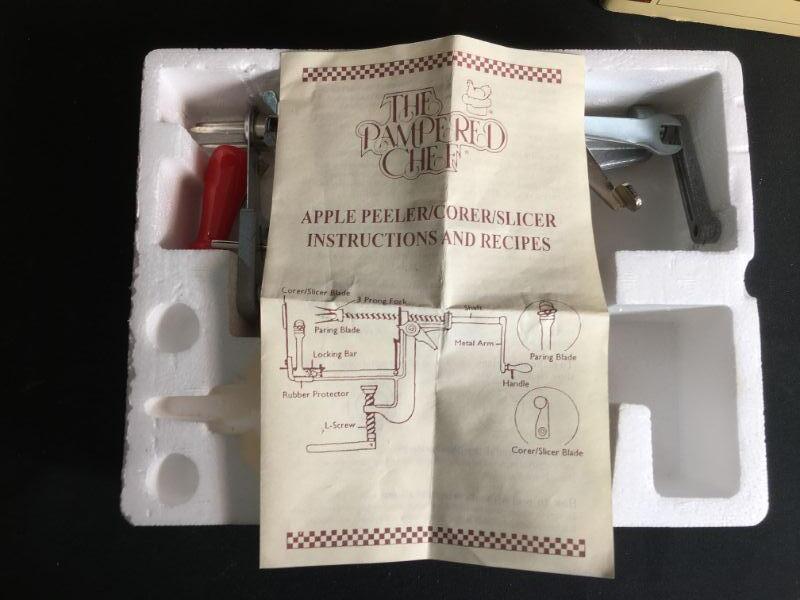 THE
PAMPERED
CHEF
APPLE PEELER/CORER/SLICER
INSTRUCTIONS AND RECIPES
Corer/Slicer Blade
3 Prong Fork
Shaft
Paring Blade
Metal Arm
Paring Blade
Locking Bar
Handle
Rubber Protector
L-Screw
Corer/Slicer Blade